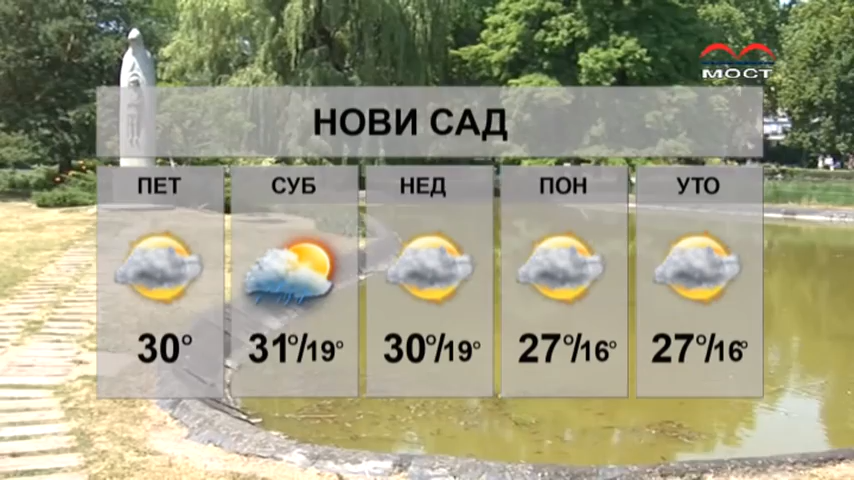 МОСТ
НОВИ САД
ПЕТ СУБ НЕД ПОН УТО
30° 31°/19° 30°/19° 27°/16° 27°/16°